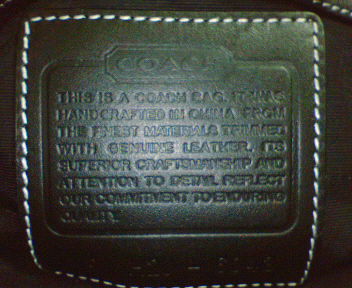 COACH
THIS IS A COACH BAG. IT WAS
HANDCRAFTED IN CHINA FROM
THE FINEST MATERIALS TRIMMED
WITH GENUINE LEATHER. ITS
SUPERIOR CRAFTSMANSHIP AND
ATTENTION TO DETAIL REFLECT
OUR COMMITMENT TO ENDURING
QUALITY.